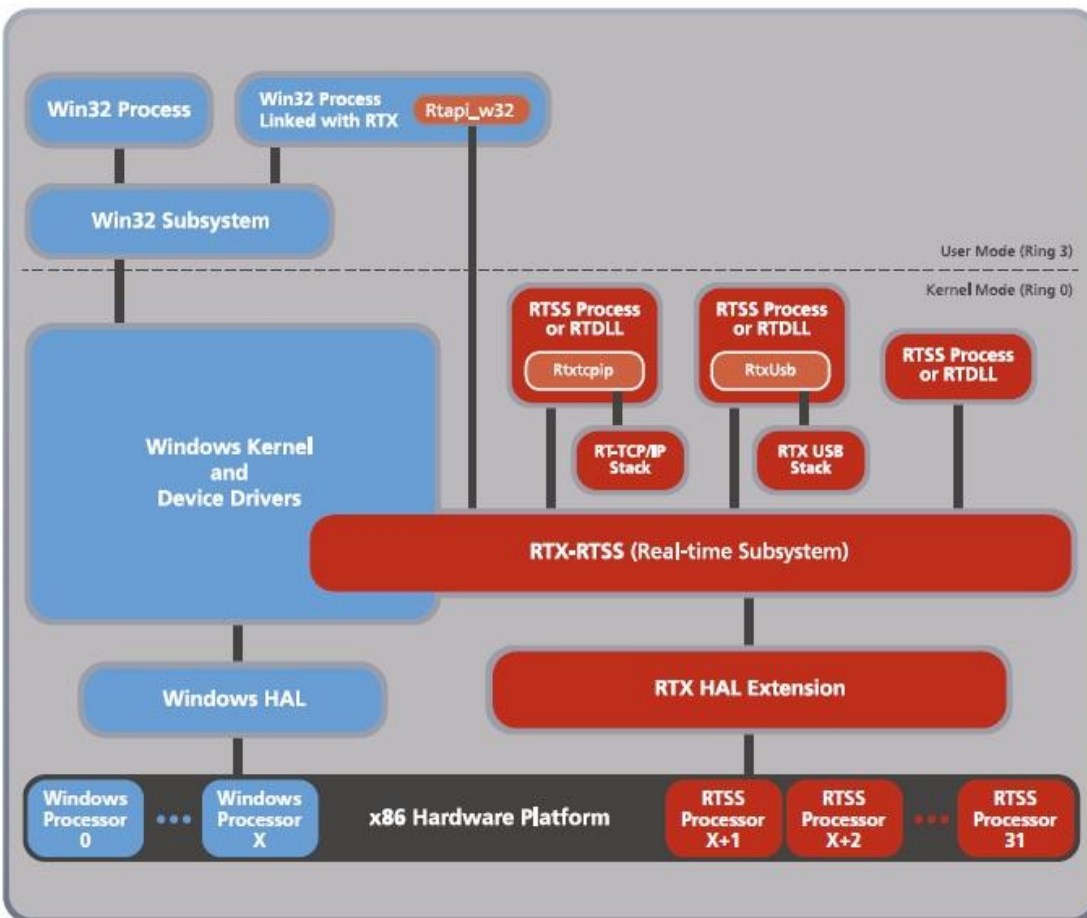 Win32 Process
Win32 Process
Linked with RTX
Rtapi_w32
Win32 Subsystem
User Mode (Ring 3)
Kernel Mode (Ring 0)
RTSS Process
or RTDLL
Rtxtcpip
RTSS Process
or RTDLL
RtxUsb
RTSS Process
or RTDLL
RT-TCP/IP
Stack
RTX USB
Stack
Windows Kernel
and
Device Drivers
RTX-RTSS (Real-time Subsystem)
Windows HAL
RTX HAL Extension
Windows
Processor
0
Windows
Processor
X
x86 Hardware Platform
RTSS
Processor
X+1
RTSS
Processor
X+2
RTSS
Processor
31